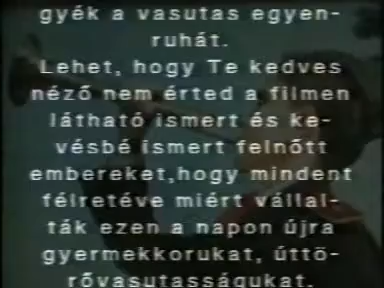 gyék a vasutas egyen-
ruhát.
Lehet, hogy Te kedves
néző nem érted a filmen
látható ismert és ke-
vésbé ismert felnőtt
embereket,hogy mindent
félretéve miért vállal-
ták ezen a napon újra
gyermekkorukat, úttö-
rővasutasságukat.